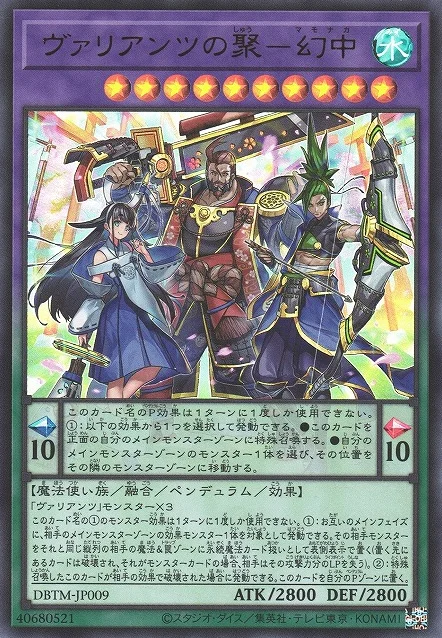 ヴァリアンツの聚－幻中
しゅう
マモナカ
水
このカード名のP効果は1ターンに1度しか使用できない。
①:以下の効果から1つを選択して発動できる。●このカードを
正面の自分のメインモンスターゾーンに特殊召喚する。●自分の
メインモンスターゾーンのモンスター1体を選び、その位置を
その隣のモンスターゾーンに移動する。
10
10
【魔法使い族/融合/ペンデュラム/効果】
「ヴァリアンツ」モンスター×3
このカード名の①のモンスター効果は1ターンに1度しか使用できない。①:お互いのメインフェイズ
に、相手のメインモンスターゾーンのモンスター1体を対象として発動できる。その相手モンスター
をそれと同じ縦列の相手の魔法&罠ゾーンに永続魔法カード扱いとして表側表示で置く(置く先に
あるカードは破壊され、それがモンスターカードの場合、相手はその攻撃力分のLPを失う)。②:特殊
召喚したこのカードが相手の効果で破壊された場合に発動できる。このカードを自分のPゾーンに置く。
DBTM-JP009
ATK/2800 DEF/2800
40680521
©スタジオ・ダイス/集英社・テレビ東京・KONAMI